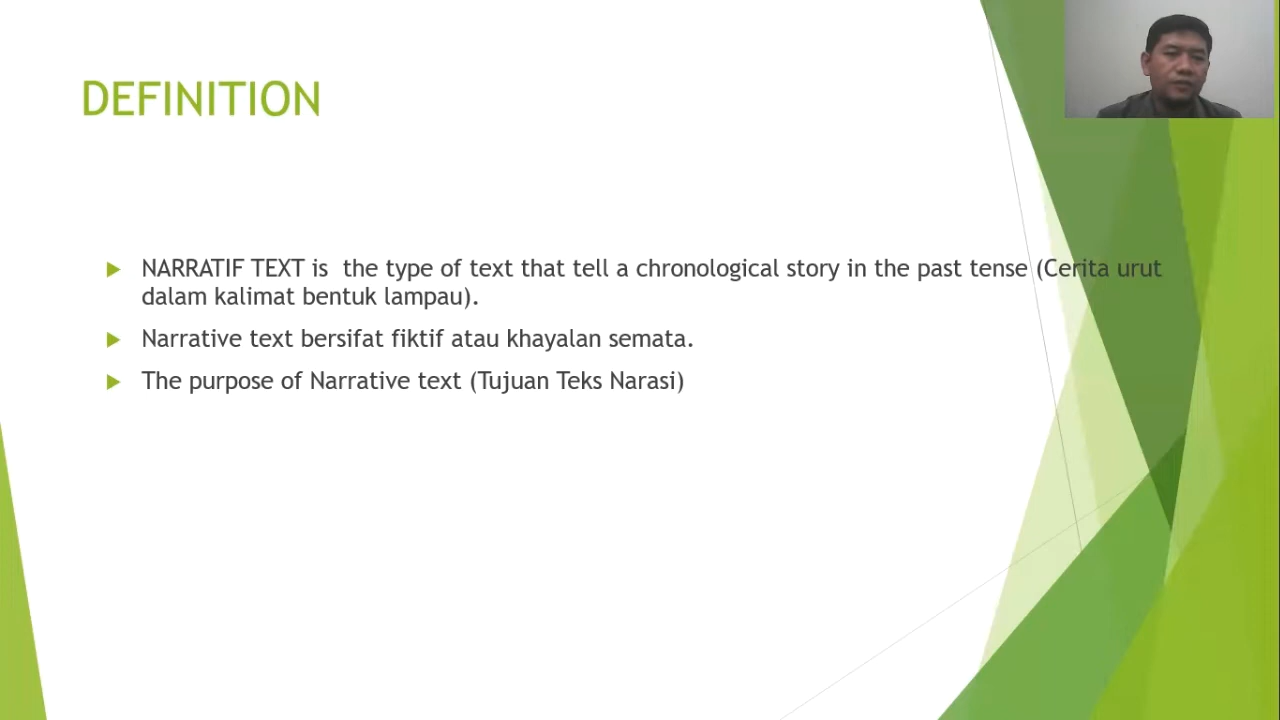 DEFINITION
NARRATIF TEXT is the type of text that tell a chronological story in the past tense (Cerita urut
dalam kalimat bentuk lampau).
Narrative text bersifat fiktif atau khayalan semata.
The purpose of Narrative text (Tujuan Teks Narasi)